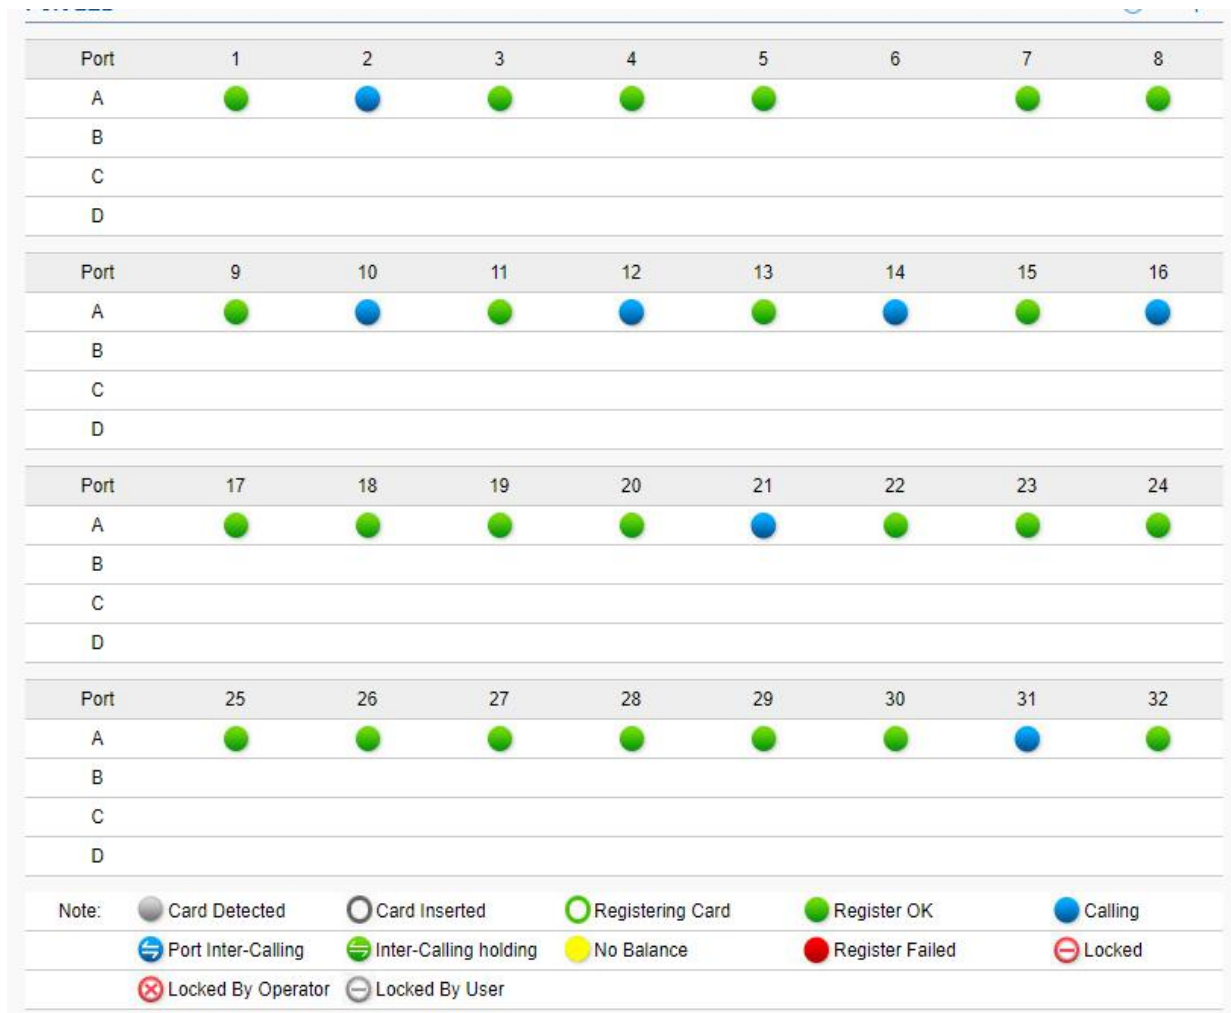 Port 1 2 3 4 5 6 7 8
A
B
C
D
Port 9 10 11 12 13 14 15 16
A
B
C
D
Port 17 18 19 20 21 22 23 24
A
B
C
D
Port 25 26 27 28 29 30 31 32
A
B
C
D
Note: Card Detected Card Inserted Registering Card Register OK Calling
Port Inter-Calling Inter-Calling holding No Balance Register Failed Locked
Locked By Operator Locked By User